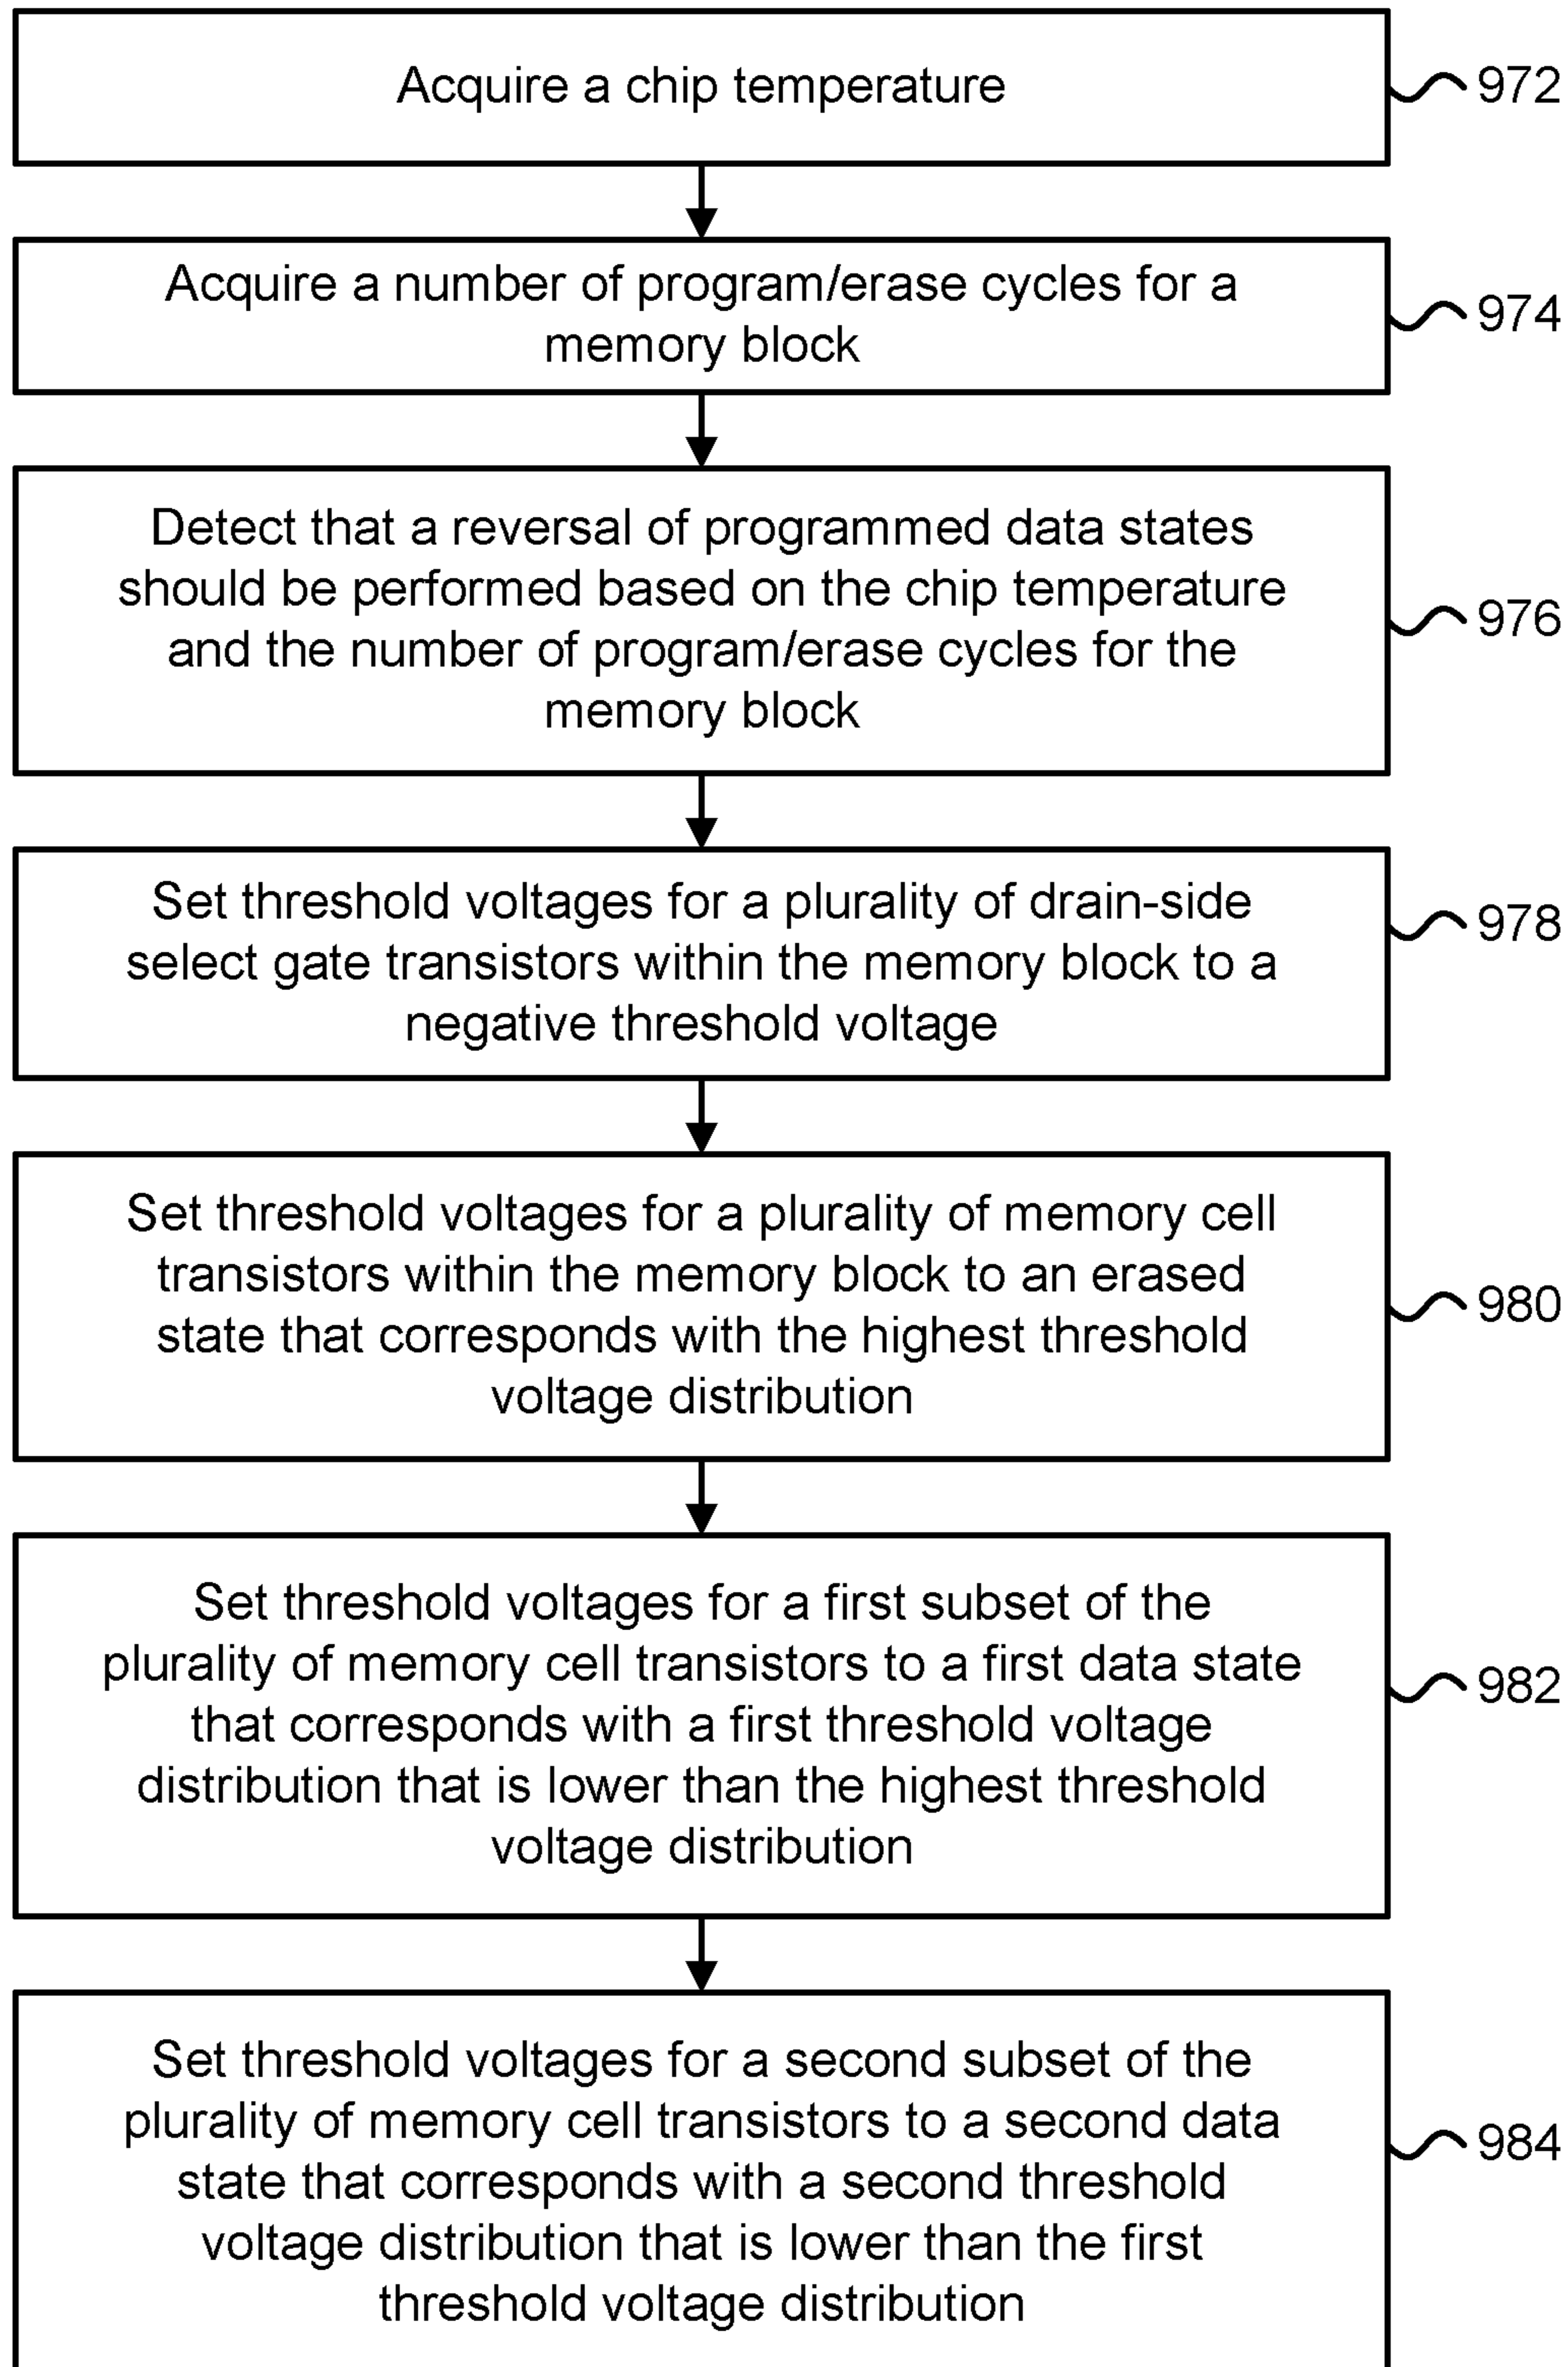 Acquire a chip temperature
972
Acquire a number of program/erase cycles for a
memory block
974
Detect that a reversal of programmed data states
should be performed based on the chip temperature
and the number of program/erase cycles for the
memory block
976
Set threshold voltages for a plurality of drain-side
select gate transistors within the memory block to a
negative threshold voltage
978
Set threshold voltages for a plurality of memory cell
transistors within the memory block to an erased
state that corresponds with the highest threshold
voltage distribution
980
Set threshold voltages for a first subset of the
plurality of memory cell transistors to a first data state
that corresponds with a first threshold voltage
distribution that is lower than the highest threshold
voltage distribution
982
Set threshold voltages for a second subset of the
plurality of memory cell transistors to a second data
state that corresponds with a second threshold
voltage distribution that is lower than the first
threshold voltage distribution
984